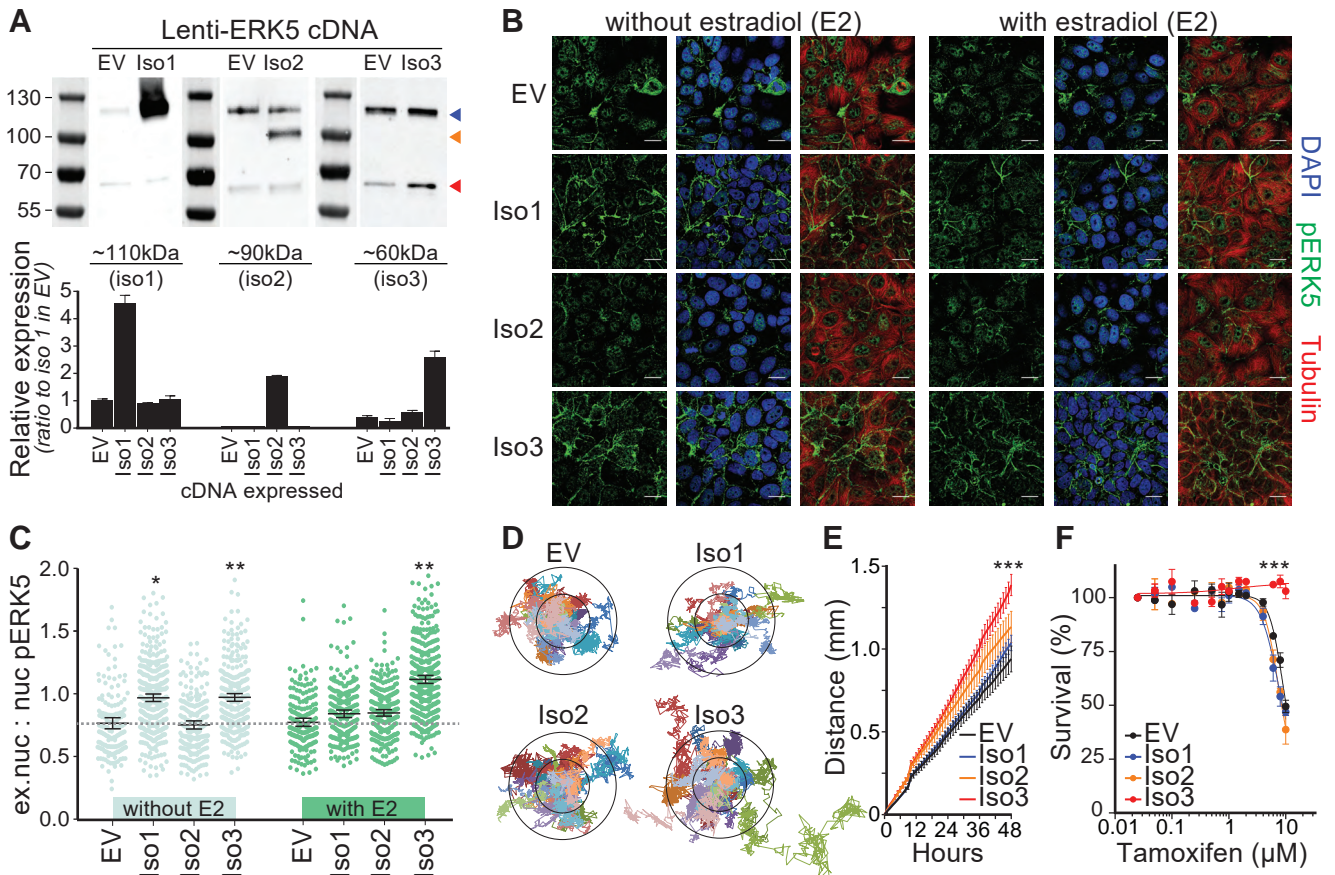 A
Lenti-ERK5 cDNA
EV Iso1
EV Iso2
EV Iso3
130
100
70
55
~110kDa
(iso1)
~90kDa
(iso2)
~60kDa
(iso3)
Relative expression
(ratio to iso 1 in EV)
5
4
3
2
1
0
EV
Iso1
Iso2
Iso3
EV
Iso1
Iso2
Iso3
EV
Iso1
Iso2
Iso3
cDNA expressed
B
without estradiol (E2)
with estradiol (E2)
EV
Iso1
Iso2
Iso3
DAPI pERK5 Tubulin
C
ex.nuc : nuc pERK5
2.0
1.5
1.0
0.5
0.0
*
**
**
without E2
with E2
EV
Iso1
Iso2
Iso3
EV
Iso1
Iso2
Iso3
D
EV
Iso1
Iso2
Iso3
E
Distance (mm)
1.5
1.0
0.5
0
***
EV
Iso1
Iso2
Iso3
0 12 24 36 48
Hours
F
Survival (%)
100
75
50
25
0
***
EV
Iso1
Iso2
Iso3
0.01 0.1 1 10
Tamoxifen (µM)